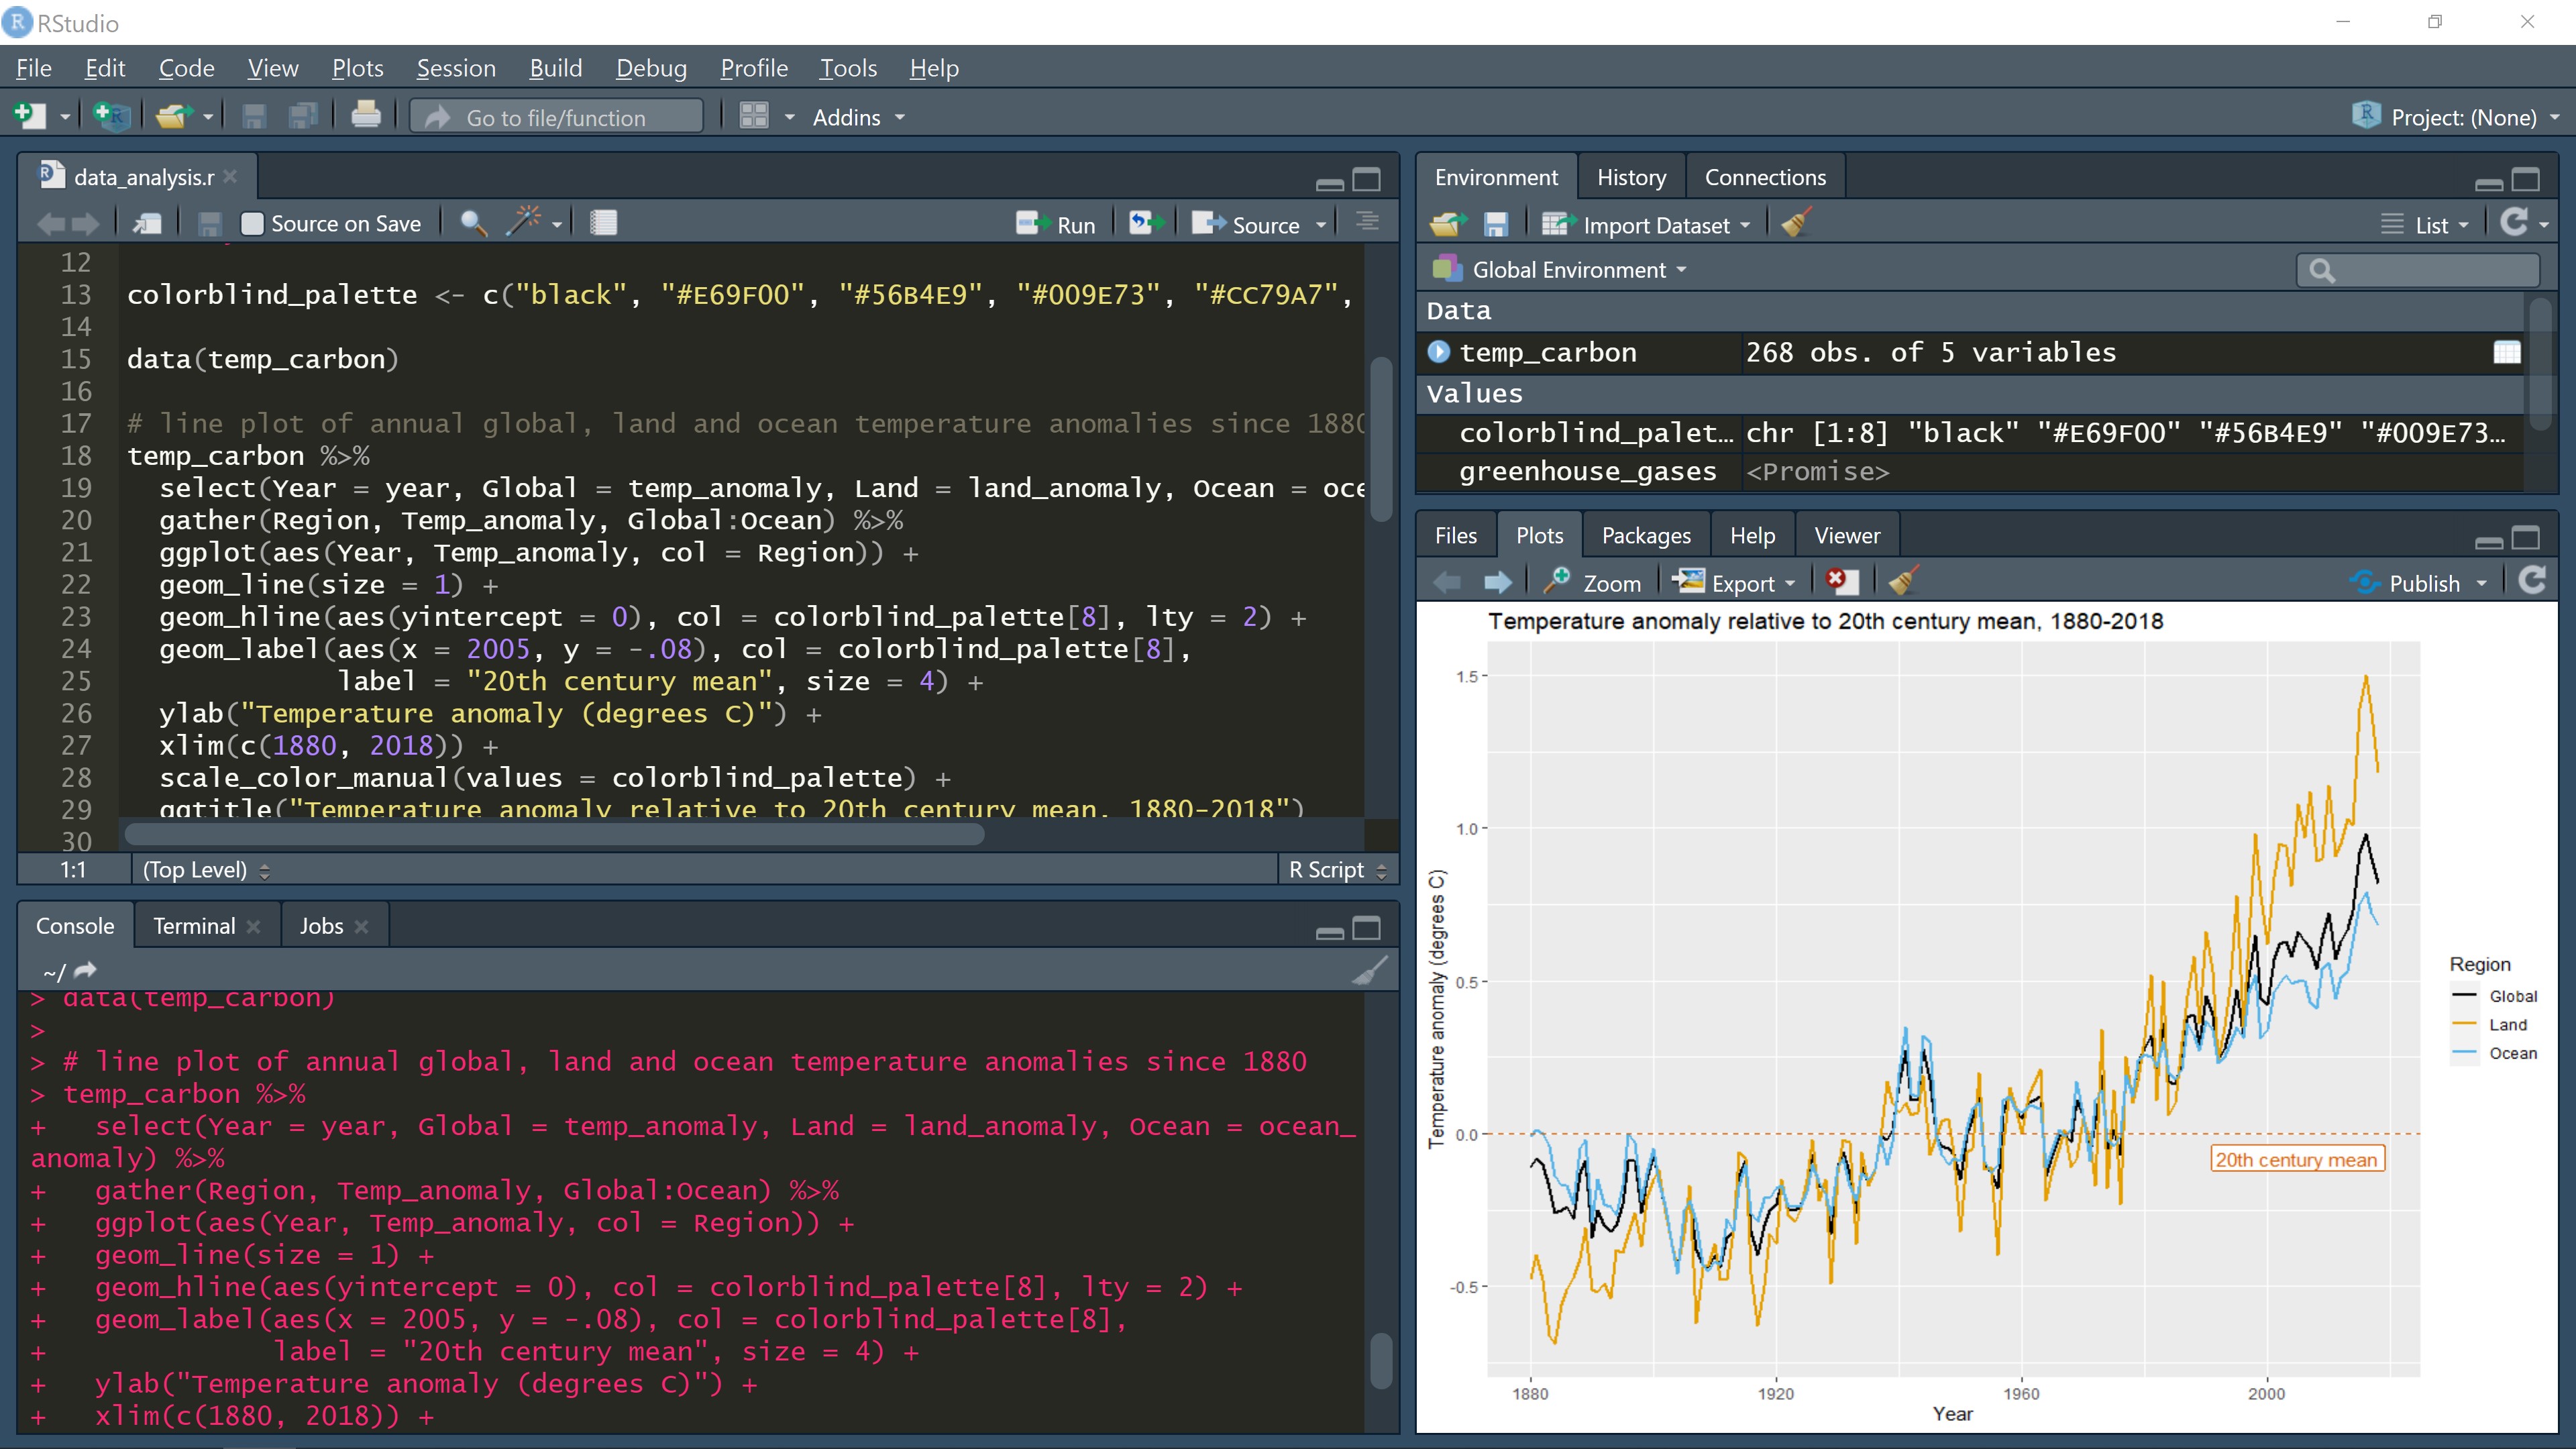 RStudio
File Edit Code View Plots Session Build Debug Profile Tools Help
Go to file/function
Addins
Project: (None)
data_analysis.r
Source on Save
Run
Source
12
13 colorblind_palette <- c("black", "#E69F00", "#56B4E9", "#009E73", "#CC79A7",
14
15 data(temp_carbon)
16
17 # line plot of annual global, land and ocean temperature anomalies since 1880
18 temp_carbon %>%
19 select(Year = year, Global = temp_anomaly, Land = land_anomaly, Ocean = oce
20 gather(Region, Temp_anomaly, Global:Ocean) %>%
21 ggplot(aes(Year, Temp_anomaly, col = Region)) +
22 geom_line(size = 1) +
23 geom_hline(aes(yintercept = 0), col = colorblind_palette[8], lty = 2) +
24 geom_label(aes(x = 2005, y = -.08), col = colorblind_palette[8],
25 label = "20th century mean", size = 4) +
26 ylab("Temperature anomaly (degrees C)") +
27 xlim(c(1880, 2018)) +
28 scale_color_manual(values = colorblind_palette) +
29 ggtitle("Temperature anomaly relative to 20th century mean, 1880-2018")
30
1:1 (Top Level) R Script
Console Terminal Jobs
~/
> data(temp_carbon)
>
> # line plot of annual global, land and ocean temperature anomalies since 1880
> temp_carbon %>%
+ select(Year = year, Global = temp_anomaly, Land = land_anomaly, Ocean = ocean_
anomaly) %>%
+ gather(Region, Temp_anomaly, Global:Ocean) %>%
+ ggplot(aes(Year, Temp_anomaly, col = Region)) +
+ geom_line(size = 1) +
+ geom_hline(aes(yintercept = 0), col = colorblind_palette[8], lty = 2) +
+ geom_label(aes(x = 2005, y = -.08), col = colorblind_palette[8],
+ label = "20th century mean", size = 4) +
+ ylab("Temperature anomaly (degrees C)") +
+ xlim(c(1880, 2018)) +
Environment History Connections
Import Dataset
List
Global Environment
Data
temp_carbon 268 obs. of 5 variables
Values
colorblind_palet… chr [1:8] "black" "#E69F00" "#56B4E9" "#009E73…
greenhouse_gases <Promise>
Files Plots Packages Help Viewer
Zoom Export Publish
Temperature anomaly relative to 20th century mean, 1880-2018
Temperature anomaly (degrees C)
1.5
1.0
0.5
0.0
-0.5
20th century mean
1880 1920 1960 2000
Year
Region
Global
Land
Ocean